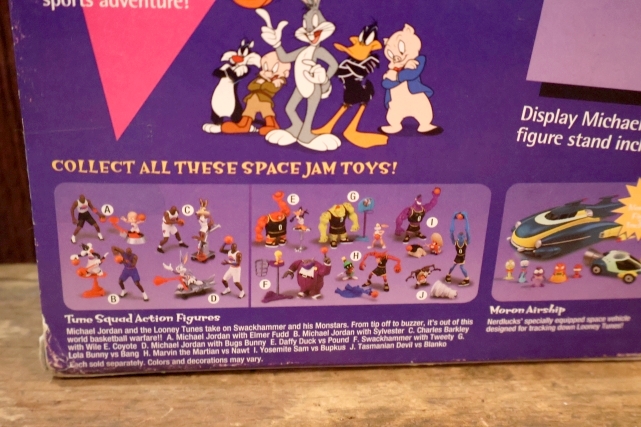 sports adventure!
Display Michael
figure stand incl
COLLECT ALL THESE SPACE JAM TOYS!
A
C
E
G
I
B
D
F
H
J
Tune Squad Action Figures
Michael Jordan and the Looney Tunes take on Swackhammer and his Monstars. From tip off to buzzer, it's out of this
world basketball warfare!! A. Michael Jordan with Elmer Fudd B. Michael Jordan with Sylvester C. Charles Barkley
with Wile E. Coyote D. Michael Jordan with Bugs Bunny E. Daffy Duck vs Pound F. Swackhammer with Tweety G.
Lola Bunny vs Bang H. Marvin the Martian vs Nawt I. Yosemite Sam vs Bupkus J. Tasmanian Devil vs Blanko
Each sold separately. Colors and decorations may vary.
Moron Airship
Nerdlucks' specially equipped space vehicle
designed for tracking down Looney Tunes!